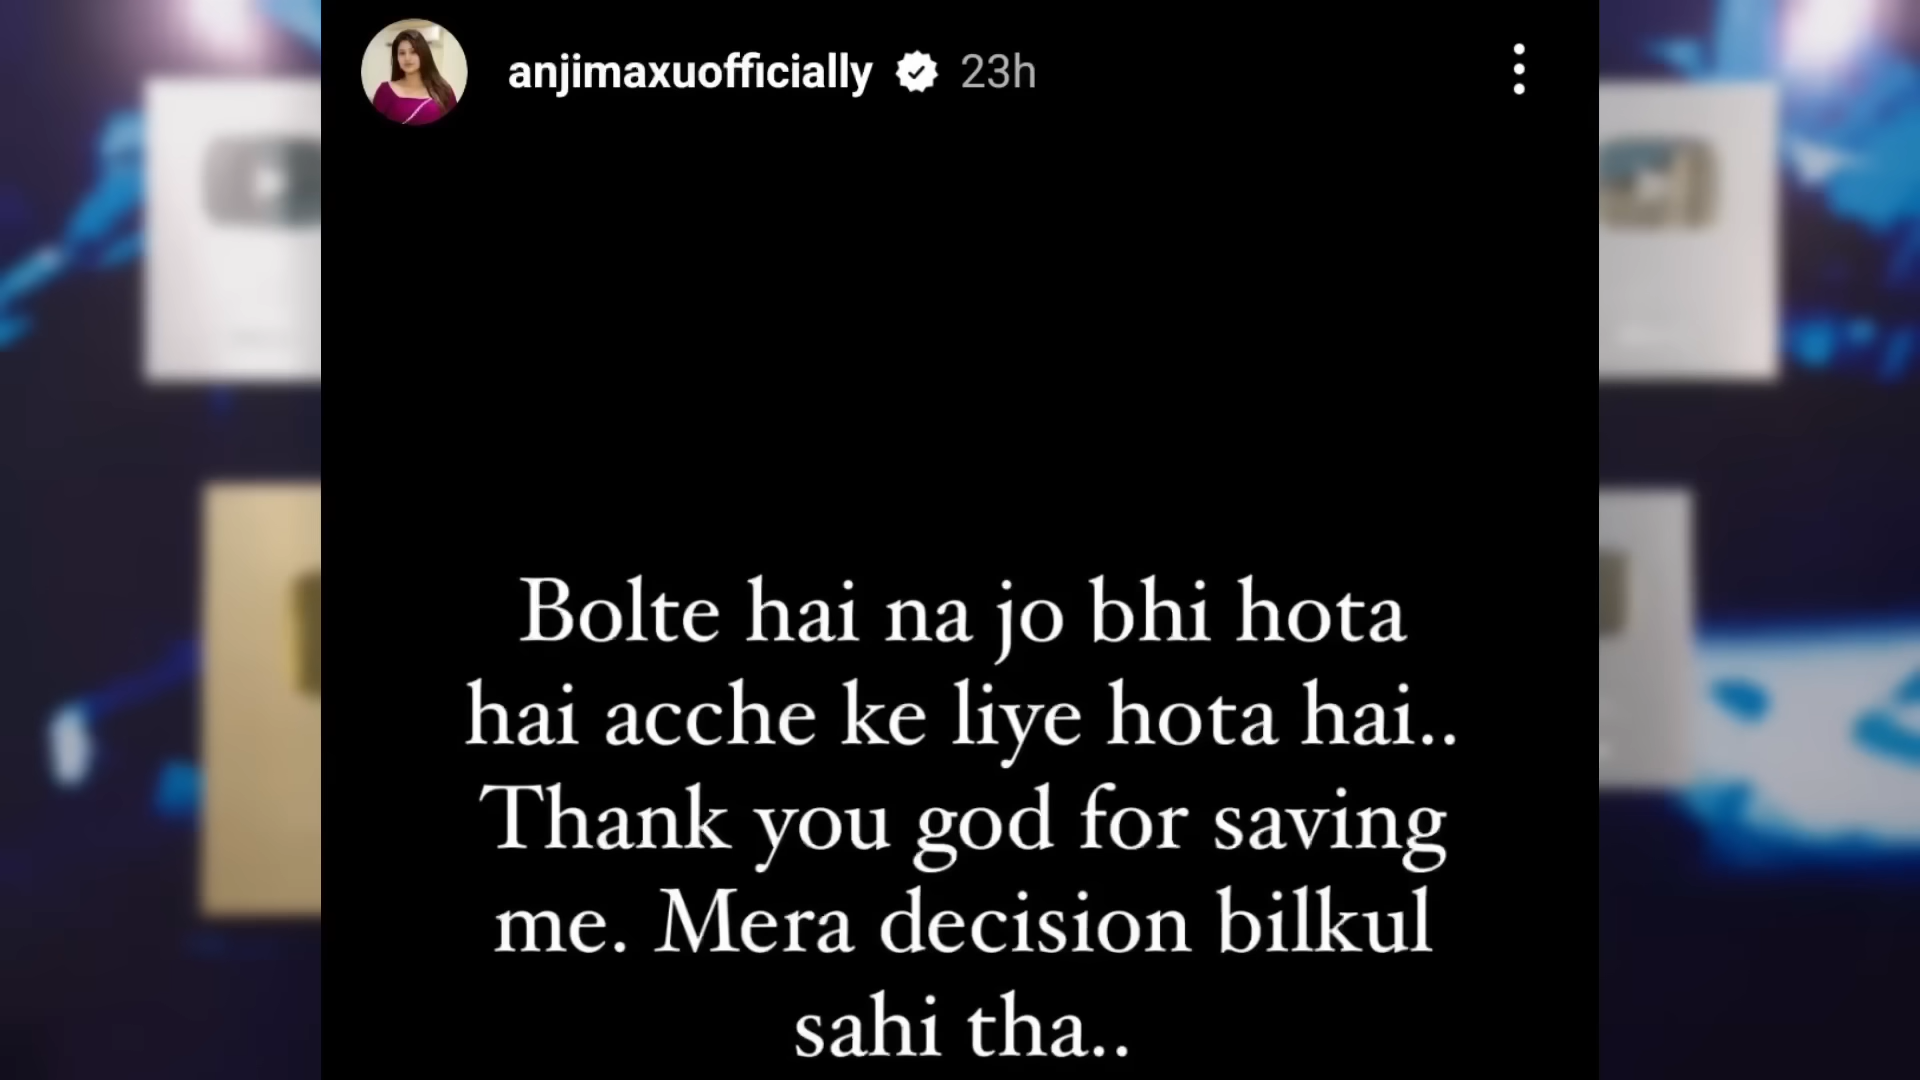 anjimaxuofficially 23h
Bolte hai na jo bhi hota
hai acche ke liye hota hai..
Thank you god for saving
me. Mera decision bilkul
sahi tha..